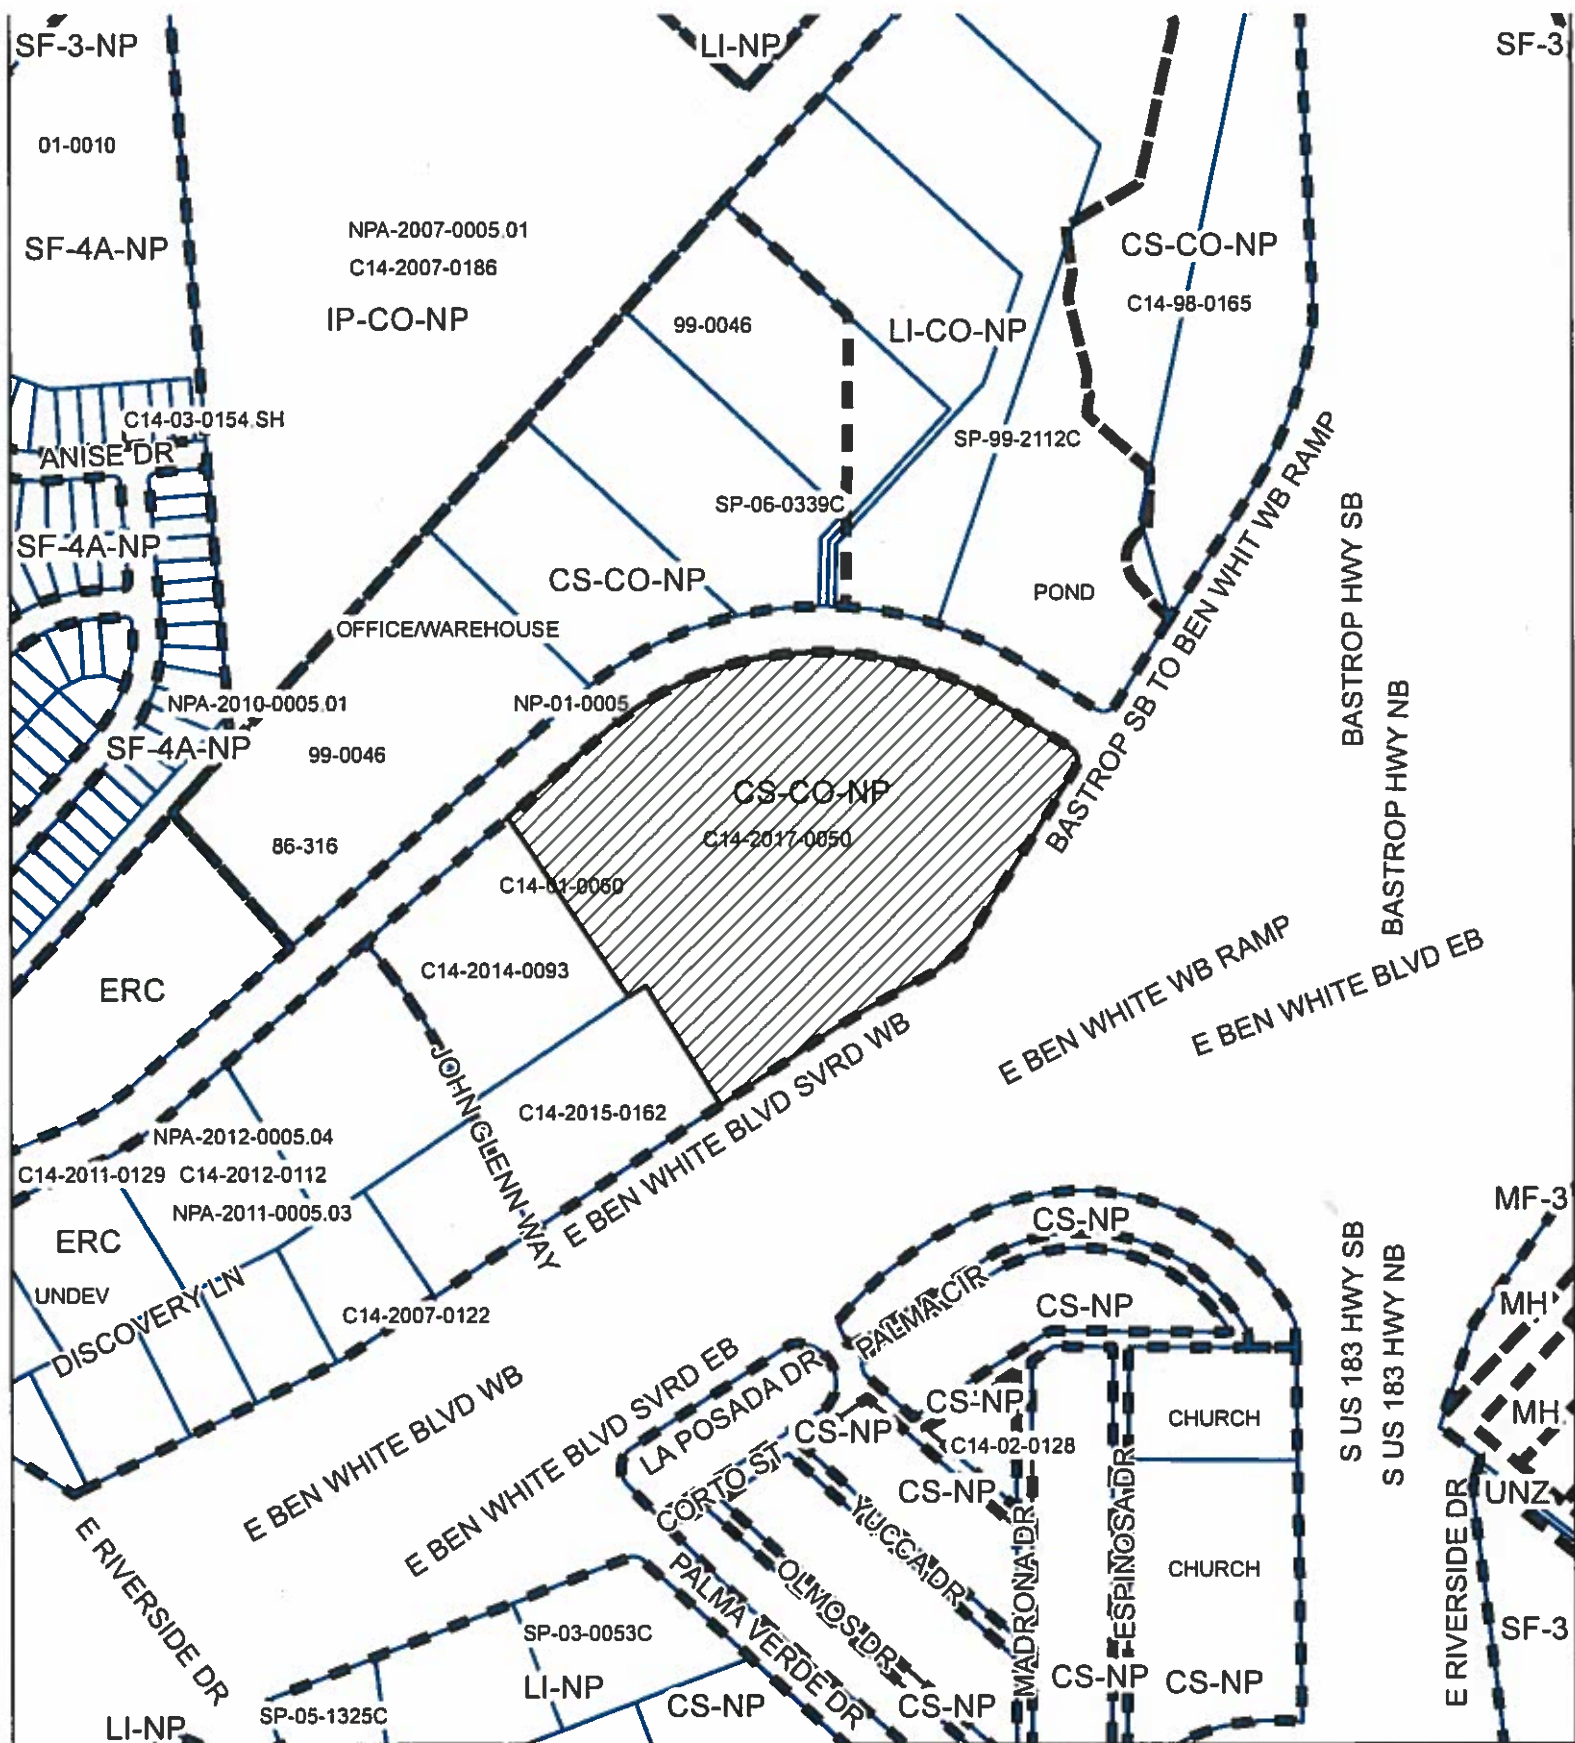 SF-3-NP
LI-NP
SF-3
01-0010
SF-4A-NP
NPA-2007-0005.01
C14-2007-0186
IP-CO-NP
CS-CO-NP
C14-98-0165
99-0046
LI-CO-NP
C14-03-0154.SH
ANISE DR
SP-99-2112C
SP-06-0339C
SF-4A-NP
CS-CO-NP
POND
OFFICE/WAREHOUSE
BASTROP SB TO BEN WHIT WB RAMP
BASTROP HWY SB
BASTROP HWY NB
NPA-2010-0005.01
NP-01-0005
SF-4A-NP
99-0046
CS-CO-NP
C14-2017-0050
86-316
C14-01-0060
C14-2014-0093
ERC
E BEN WHITE WB RAMP
E BEN WHITE BLVD EB
JOHN GLENN WAY
C14-2015-0162
E BEN WHITE BLVD SVRD WB
NPA-2012-0005.04
C14-2011-0129
C14-2012-0112
NPA-2011-0005.03
ERC
UNDEV
DISCOVERY LN
C14-2007-0122
CS-NP
MF-3
PALMA CIR
CS-NP
S US 183 HWY SB
S US 183 HWY NB
MH
MH
E BEN WHITE BLVD WB
E BEN WHITE BLVD SVRD EB
LA POSADA DR
CS-NP
CS-NP
CHURCH
C14-02-0128
CORTO ST
CS-NP
UNZ
YUCCA DR
MADRONA DR
ESPINOSA DR
CHURCH
E RIVERSIDE DR
E RIVERSIDE DR
PALMA VERDE DR
OLMOS DR
SP-03-0053C
SF-3
LI-NP
CS-NP
CS-NP
CS-NP
CS-NP
SP-05-1325C
LI-NP